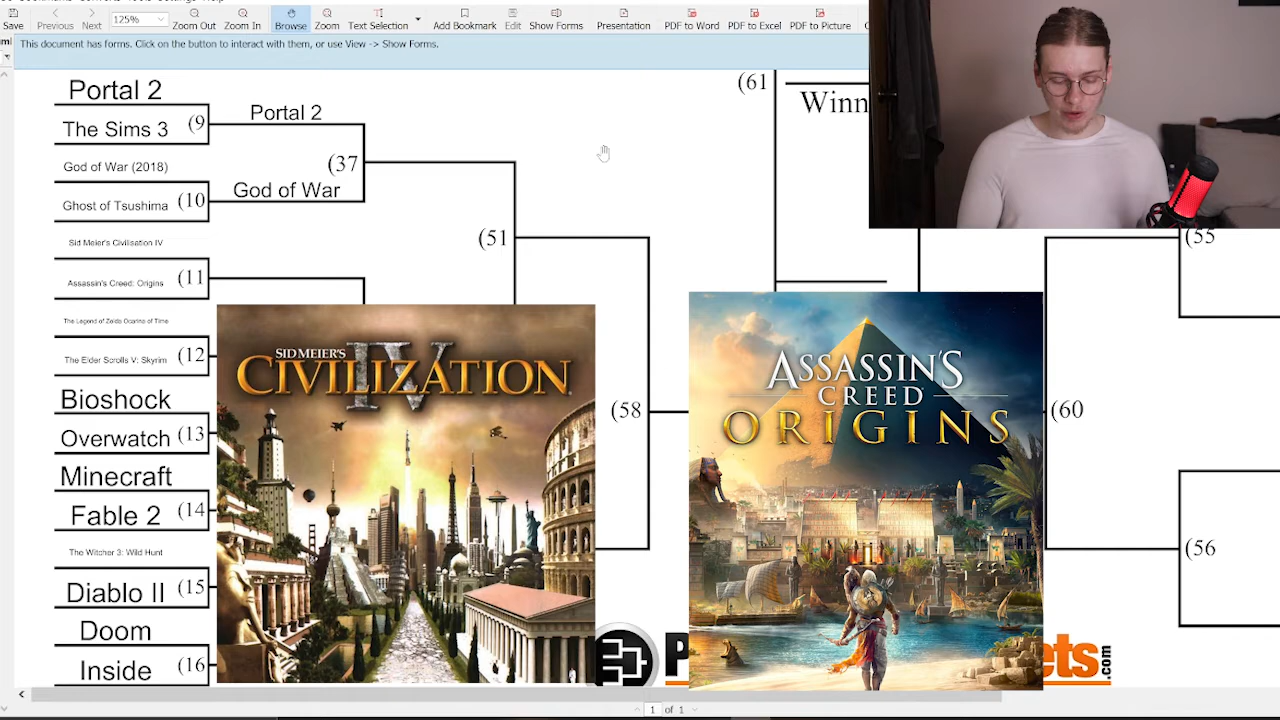 Save
Previous
Next
125%
Zoom Out
Zoom In
Browse
Zoom
Text Selection
Add Bookmark
Edit
Show Forms
Presentation
PDF to Word
PDF to Excel
PDF to Picture
This document has forms. Click on the button to interact with them, or use View -> Show Forms.
Portal 2
The Sims 3
(9
Portal 2
God of War (2018)
Ghost of Tsushima
(10
(37
God of War
Sid Meier's Civilisation IV
Assassin's Creed: Origins
(11
The Legend of Zelda Ocarina of Time
The Elder Scrolls V: Skyrim
(12
Bioshock
Overwatch
(13
Minecraft
Fable 2
(14
The Witcher 3: Wild Hunt
Diablo II
(15
Doom
Inside
(16
(51
(58
(61
Winn
(55
(60
(56
SID MEIER'S
CIVILIZATION
IV
ASSASSIN'S
CREED
ORIGINS
P
ets
.com
1 of 1